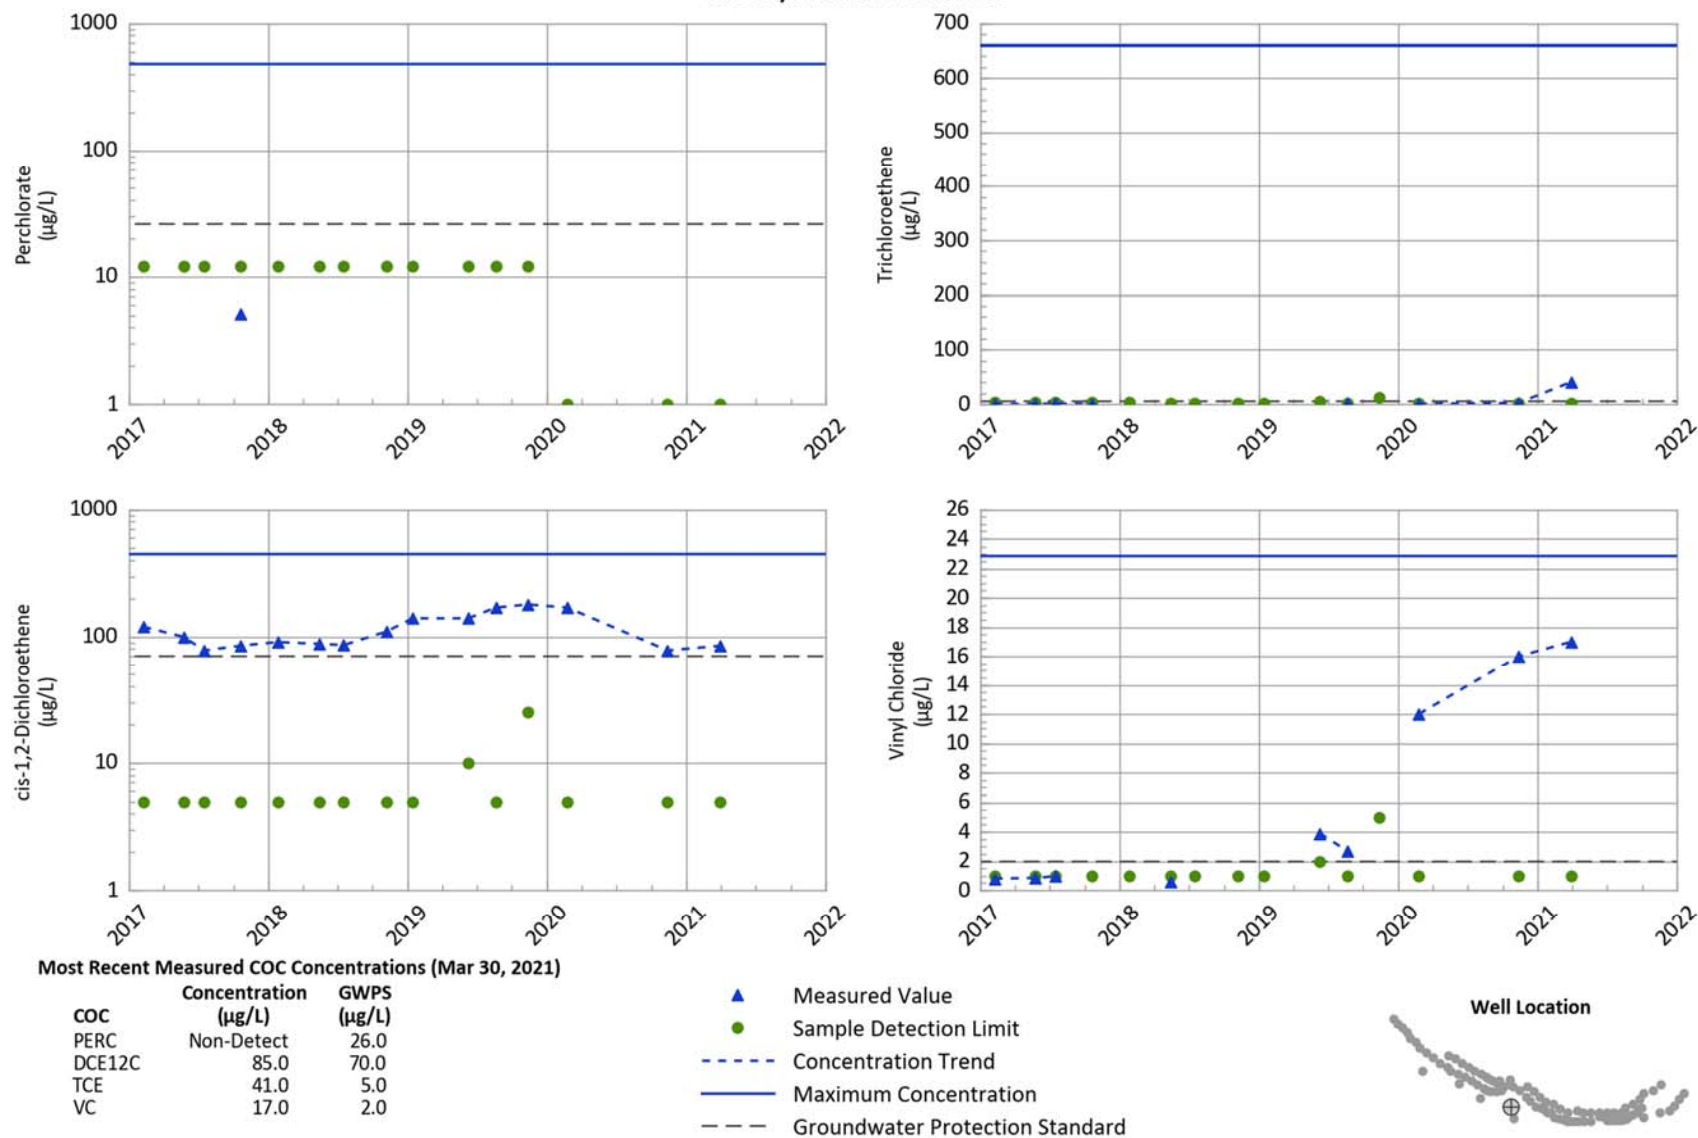 1000
100
10
1
Perchlorate
(µg/L)
2017
2018
2019
2020
2021
2022
700
600
500
400
300
200
100
0
Trichloroethene
(µg/L)
2017
2018
2019
2020
2021
2022
1000
100
10
1
cis-1,2-Dichloroethene
(µg/L)
2017
2018
2019
2020
2021
2022
26
24
22
20
18
16
14
12
10
8
6
4
2
0
Vinyl Chloride
(µg/L)
2017
2018
2019
2020
2021
2022
Most Recent Measured COC Concentrations (Mar 30, 2021)
Concentration GWPS
COC (µg/L) (µg/L)
PERC Non-Detect 26.0
DCE12C 85.0 70.0
TCE 41.0 5.0
VC 17.0 2.0
Measured Value
Sample Detection Limit
Concentration Trend
Maximum Concentration
Groundwater Protection Standard
Well Location